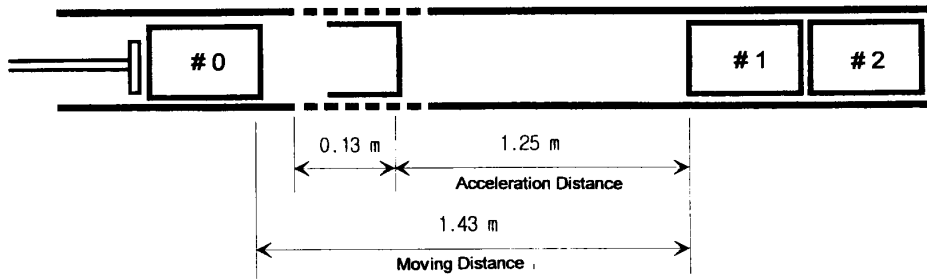 # 0 # 1 # 2
0.13 m 1.25 m
Acceleration Distance
1.43 m
Moving Distance